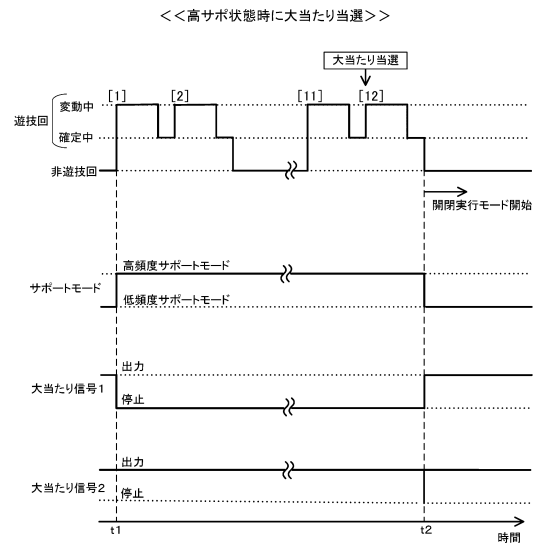 ＜＜高サポ状態時に大当たり当選＞＞
大当たり当選
[1]
[2]
[11]
[12]
遊技回
変動中
確定中
非遊技回
開閉実行モード開始
高頻度サポートモード
サポートモード
低頻度サポートモード
出力
大当たり信号1
停止
出力
大当たり信号2
停止
t1
t2
時間